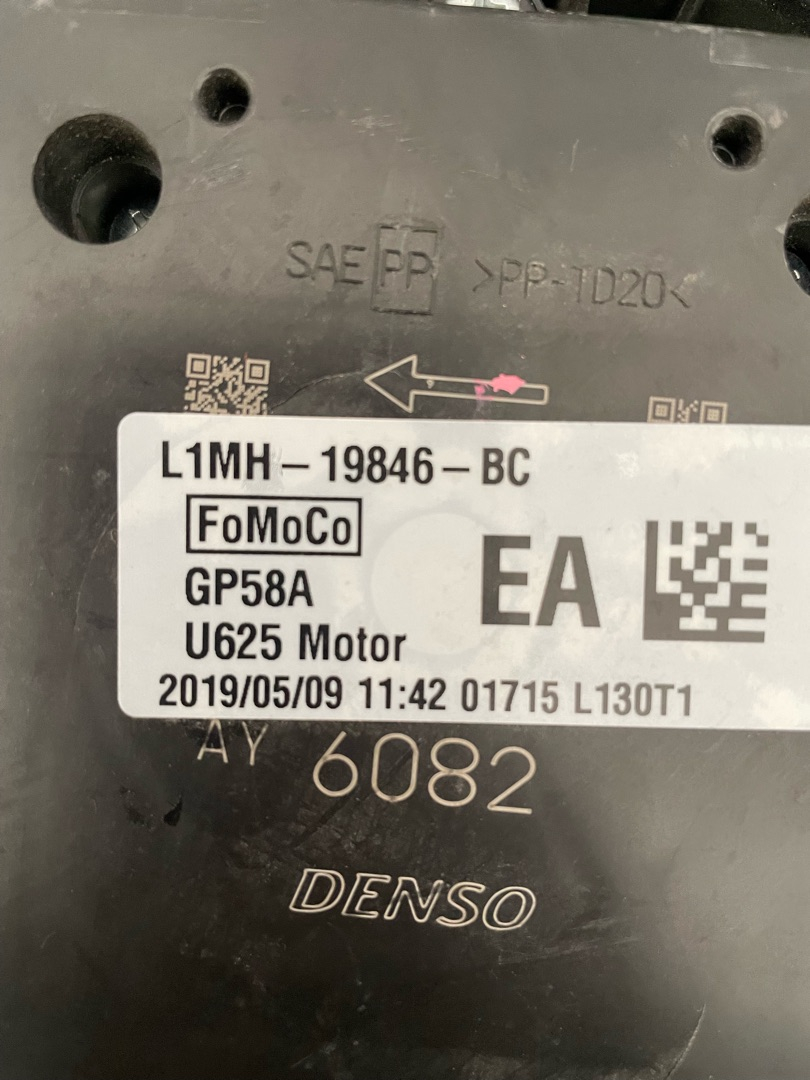 SAE PP >PP-TD20<
L1MH-19846-BC
FoMoCo
GP58A
EA
U625 Motor
2019/05/09 11:42 01715 L130T1
AY 6082
DENSO